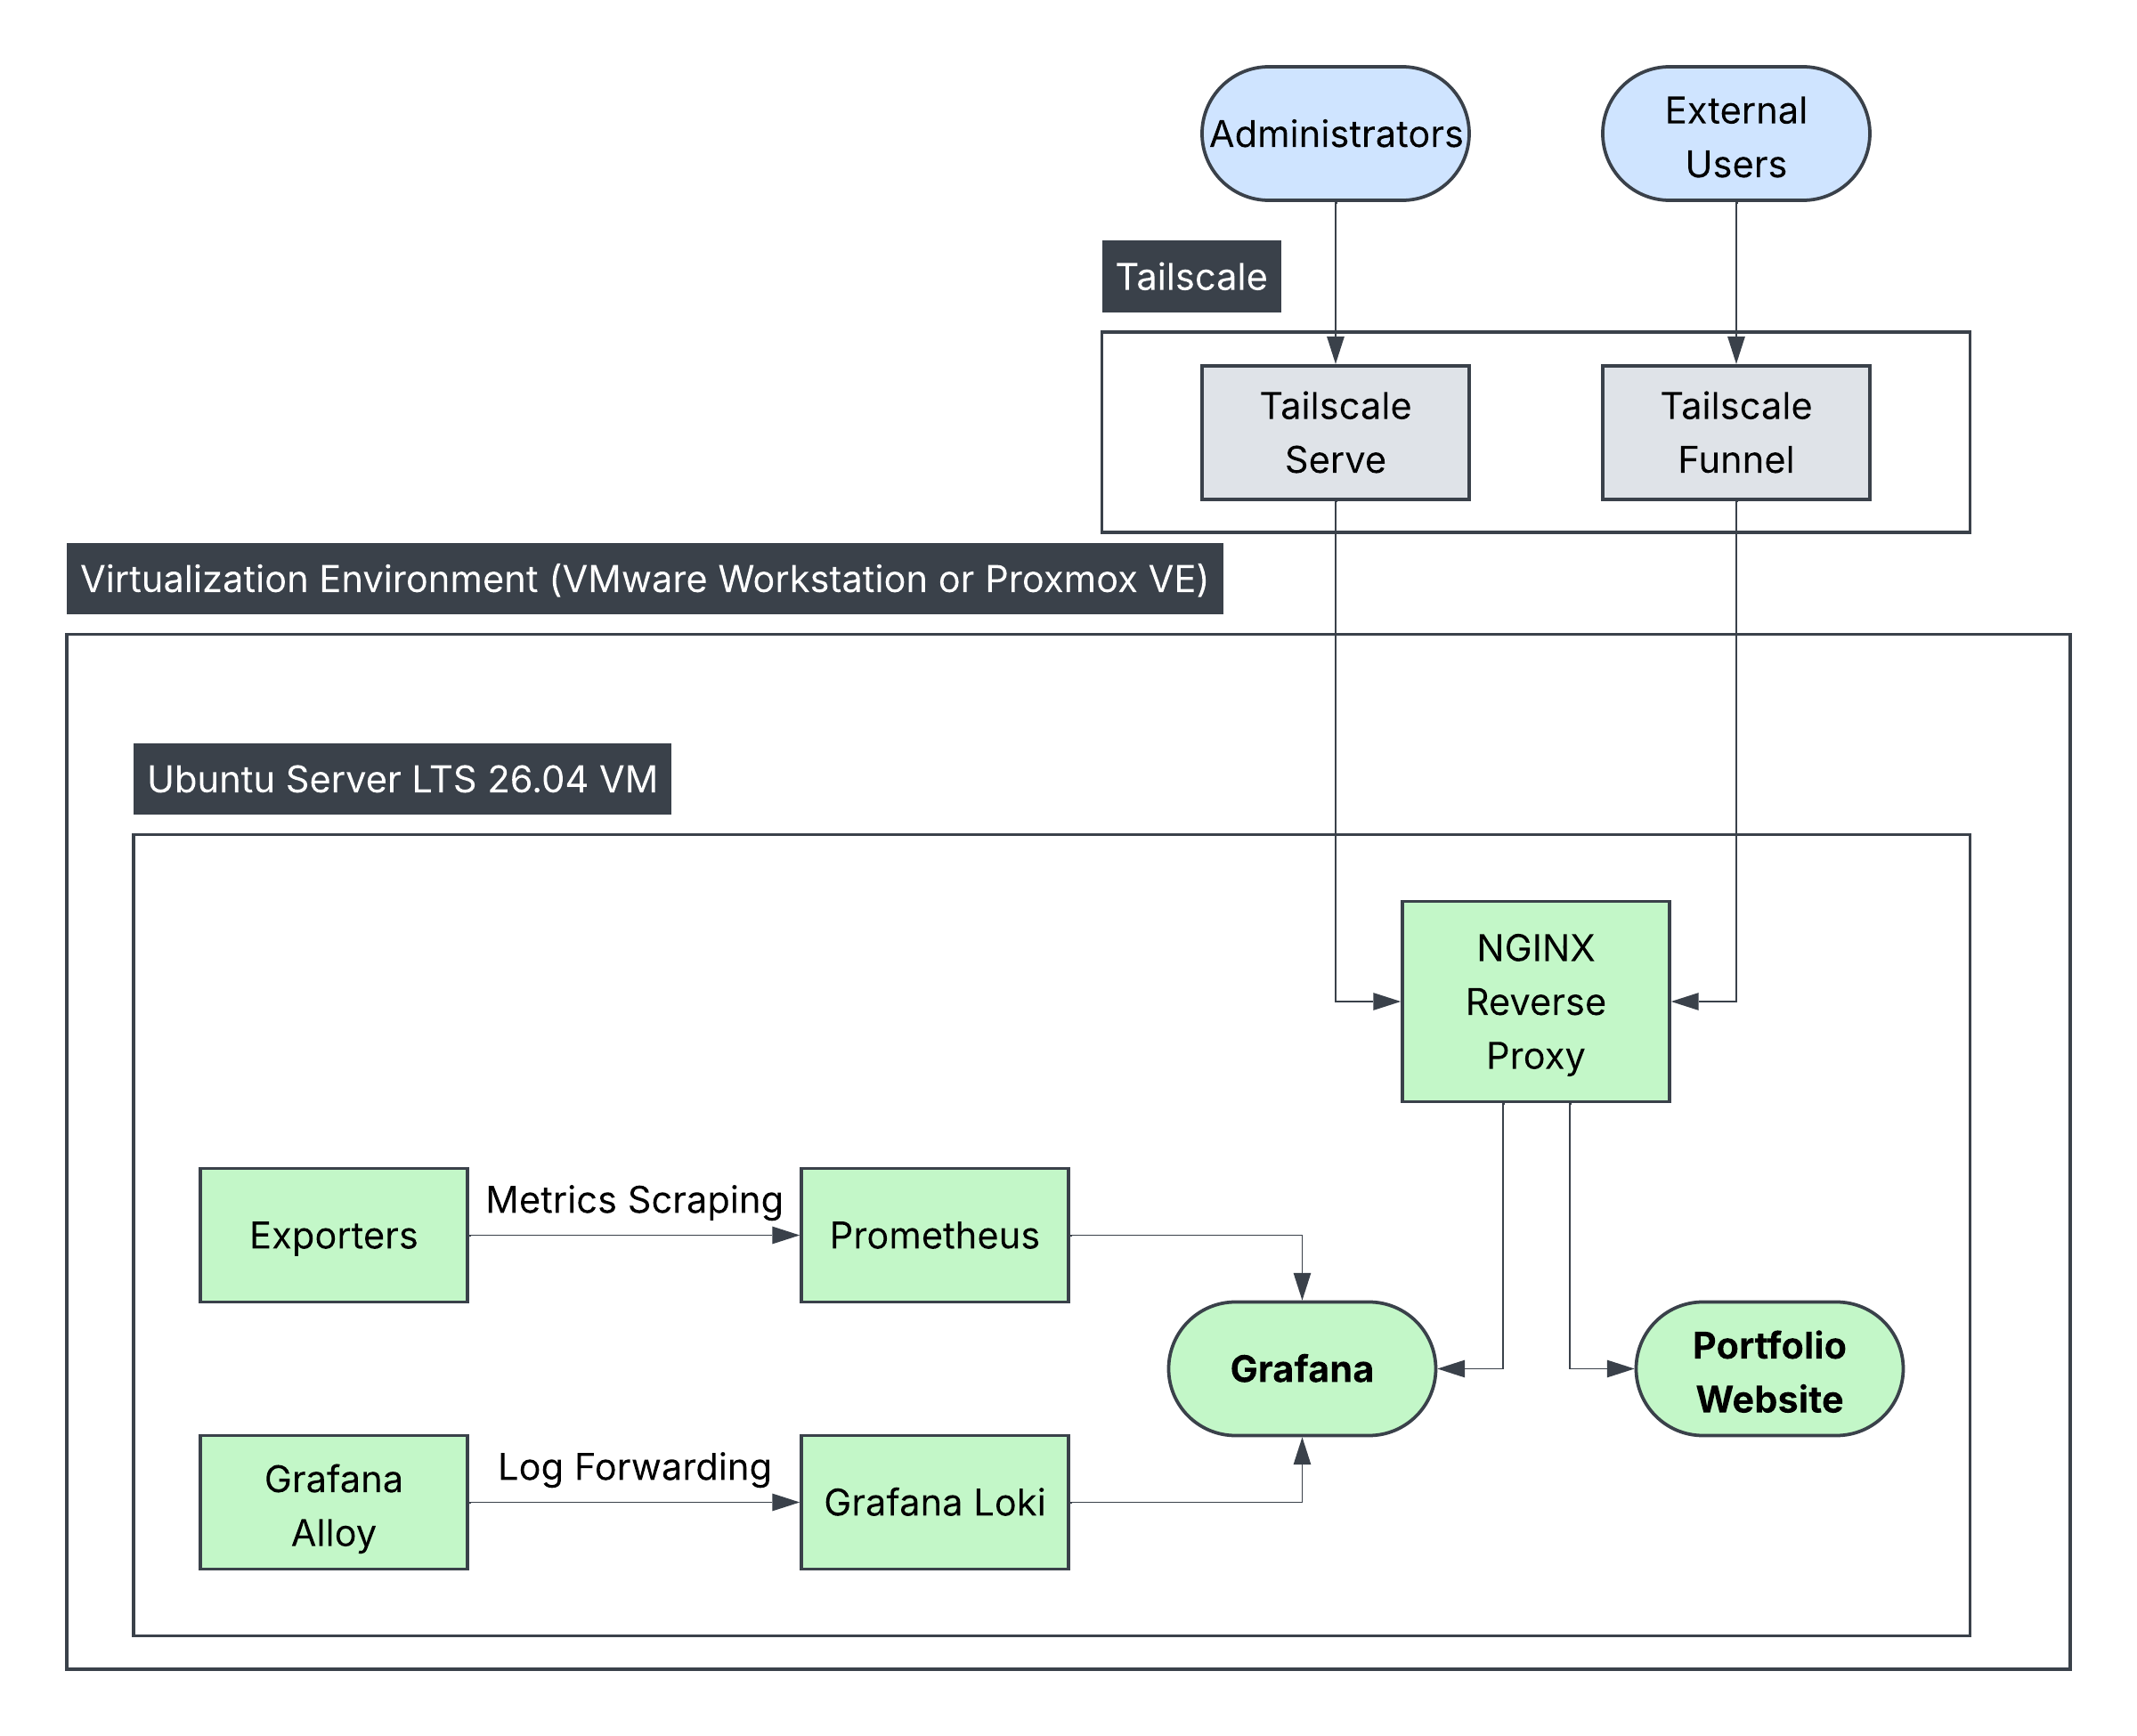 Administrators
External
Users
Tailscale
Tailscale
Serve
Tailscale
Funnel
Virtualization Environment (VMware Workstation or Proxmox VE)
Ubuntu Server LTS 26.04 VM
NGINX
Reverse
Proxy
Exporters
Metrics Scraping
Prometheus
Grafana
Portfolio
Website
Grafana
Alloy
Log Forwarding
Grafana Loki